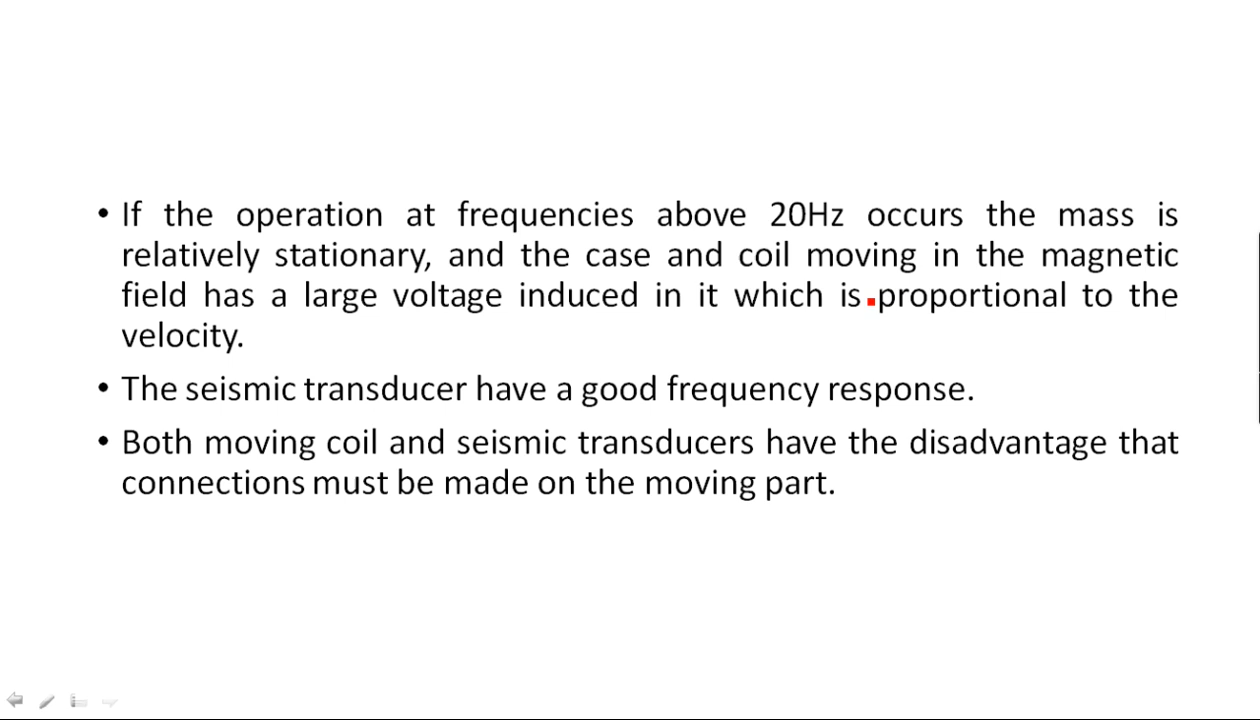 • If the operation at frequencies above 20Hz occurs the mass is
relatively stationary, and the case and coil moving in the magnetic
field has a large voltage induced in it which is proportional to the
velocity.
• The seismic transducer have a good frequency response.
• Both moving coil and seismic transducers have the disadvantage that
connections must be made on the moving part.